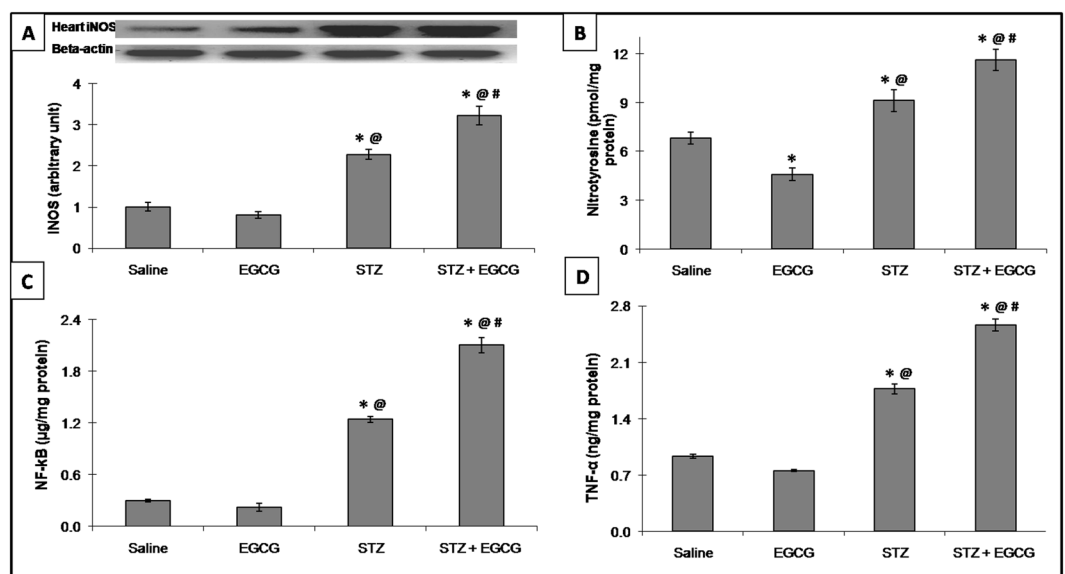 A
Heart iNOS
Beta-actin
iNOS (arbitrary unit)
4
3
2
1
0
* @
* @ #
Saline EGCG STZ STZ + EGCG
B
Nitrotyrosine (pmol/mg
protein)
12
9
6
3
0
*
* @
* @ #
Saline EGCG STZ STZ + EGCG
C
NF-kB (µg/mg protein)
2.4
1.8
1.2
0.6
0.0
* @
* @ #
Saline EGCG STZ STZ + EGCG
D
TNF-α (ng/mg protein)
2.8
2.1
1.4
0.7
0.0
* @
* @ #
Saline EGCG STZ STZ + EGCG